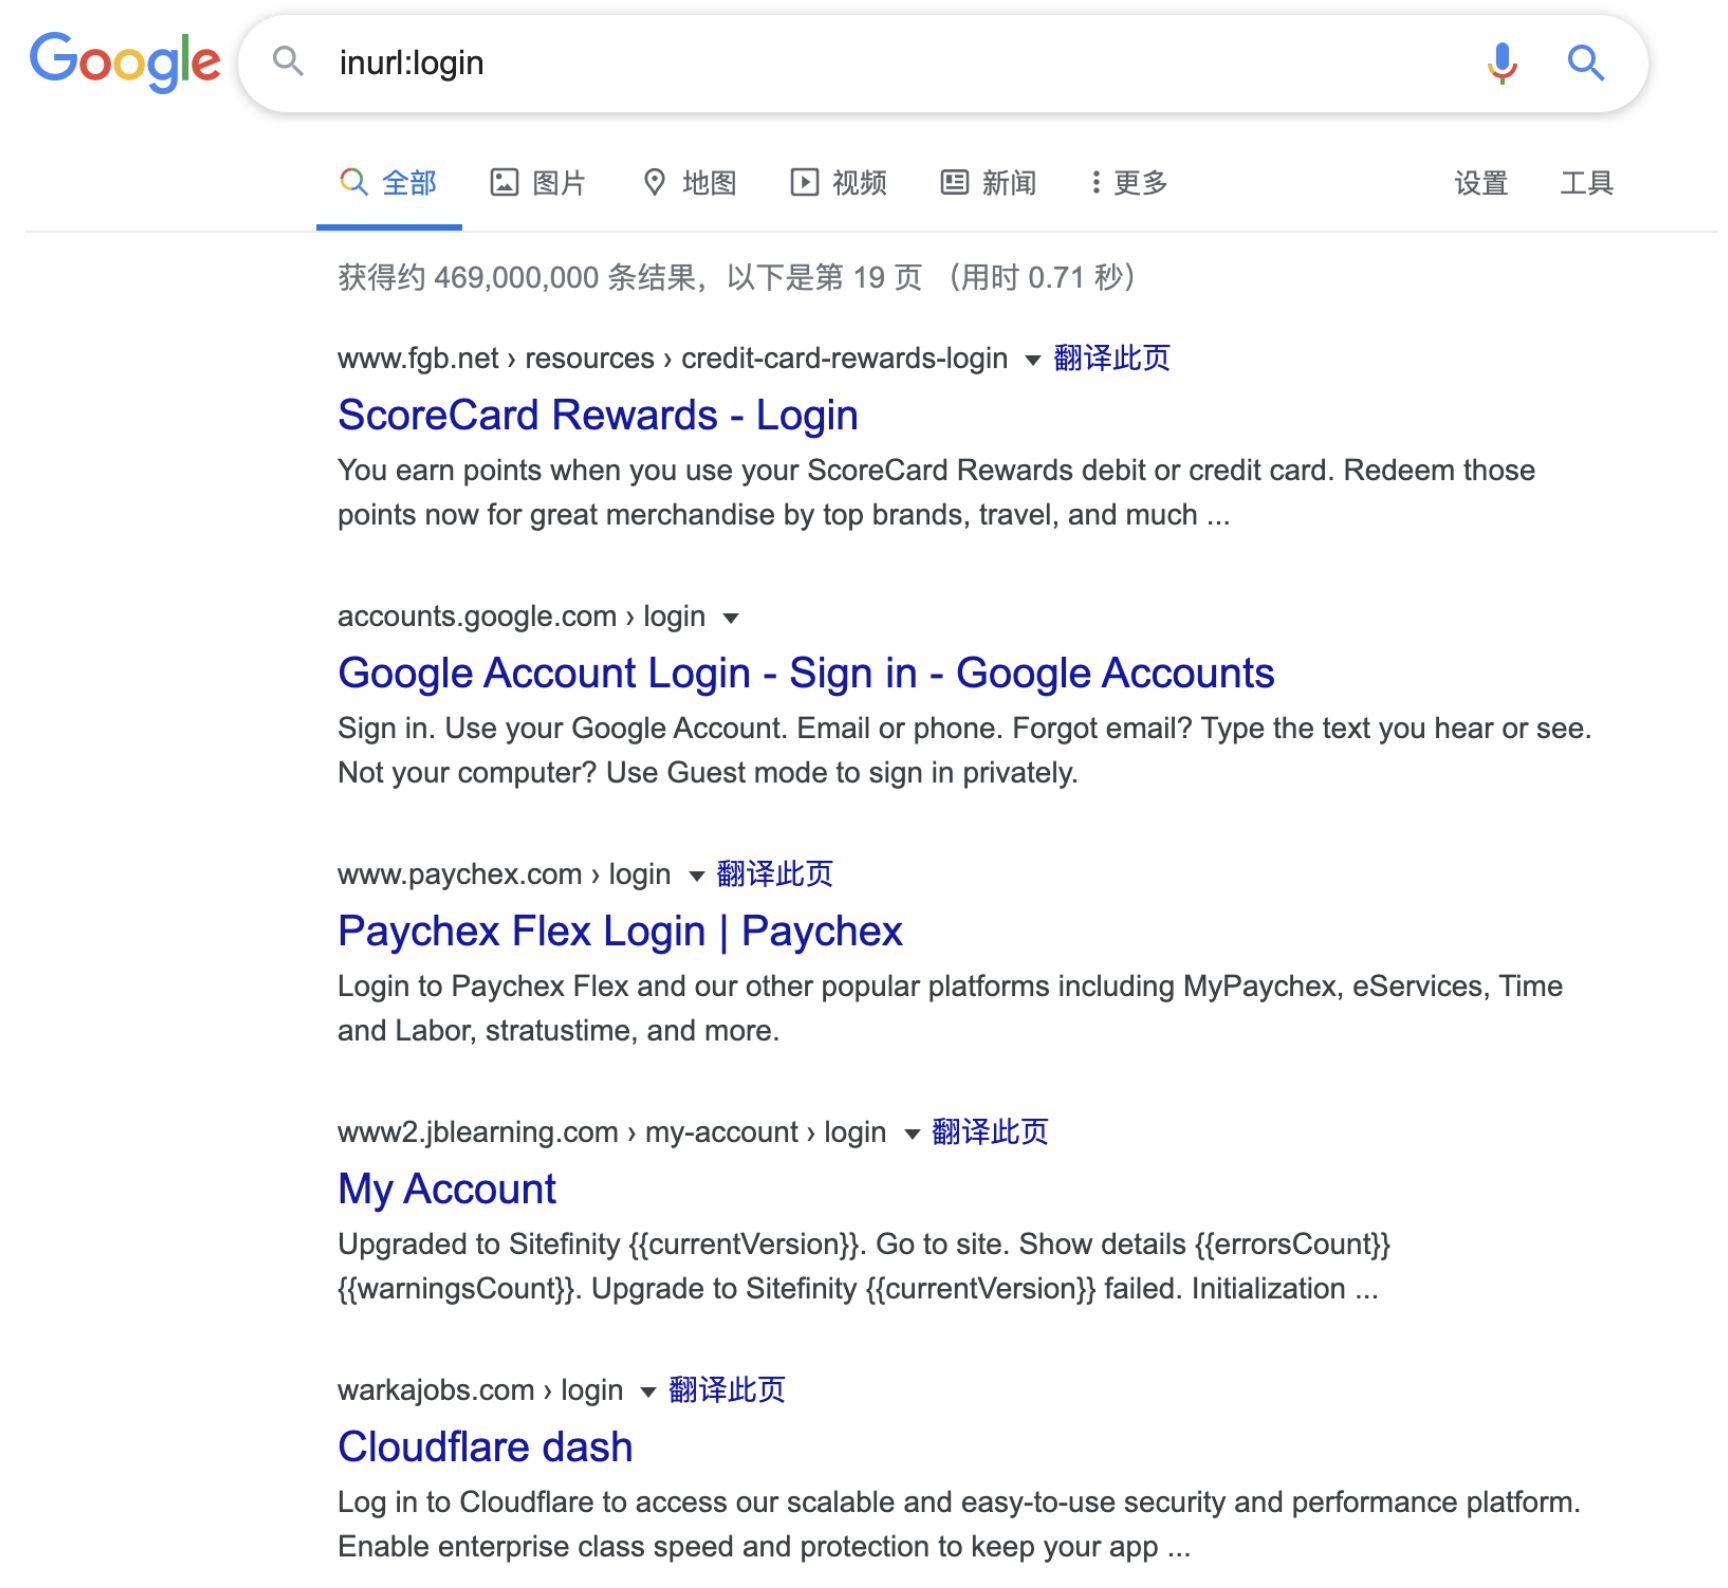 Google inurl:login
全部 图片 地图 视频 新闻 更多 设置 工具
获得约 469,000,000 条结果，以下是第 19 页 （用时 0.71 秒）
www.fgb.net › resources › credit-card-rewards-login 翻译此页
ScoreCard Rewards - Login
You earn points when you use your ScoreCard Rewards debit or credit card. Redeem those
points now for great merchandise by top brands, travel, and much ...
accounts.google.com › login
Google Account Login - Sign in - Google Accounts
Sign in. Use your Google Account. Email or phone. Forgot email? Type the text you hear or see.
Not your computer? Use Guest mode to sign in privately.
www.paychex.com › login 翻译此页
Paychex Flex Login | Paychex
Login to Paychex Flex and our other popular platforms including MyPaychex, eServices, Time
and Labor, stratustime, and more.
www2.jblearning.com › my-account › login 翻译此页
My Account
Upgraded to Sitefinity {{currentVersion}}. Go to site. Show details {{errorsCount}}
{{warningsCount}}. Upgrade to Sitefinity {{currentVersion}} failed. Initialization ...
warkajobs.com › login 翻译此页
Cloudflare dash
Log in to Cloudflare to access our scalable and easy-to-use security and performance platform.
Enable enterprise class speed and protection to keep your app ...